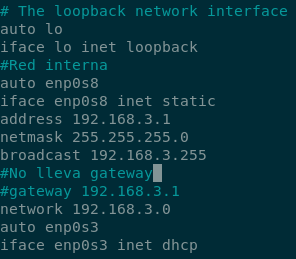 # The loopback network interface
auto lo
iface lo inet loopback
#Red interna
auto enp0s8
iface enp0s8 inet static
address 192.168.3.1
netmask 255.255.255.0
broadcast 192.168.3.255
#No lleva gateway
#gateway 192.168.3.1
network 192.168.3.0
auto enp0s3
iface enp0s3 inet dhcp